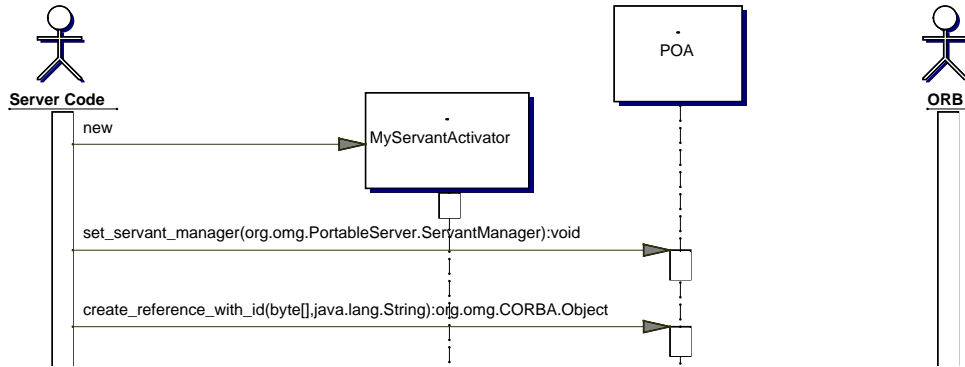 POA
Server Code
ORB
new
MyServantActivator
set_servant_manager(org.omg.PortableServer.ServantManager):void
create_reference_with_id(byte[],java.lang.String):org.omg.CORBA.Object